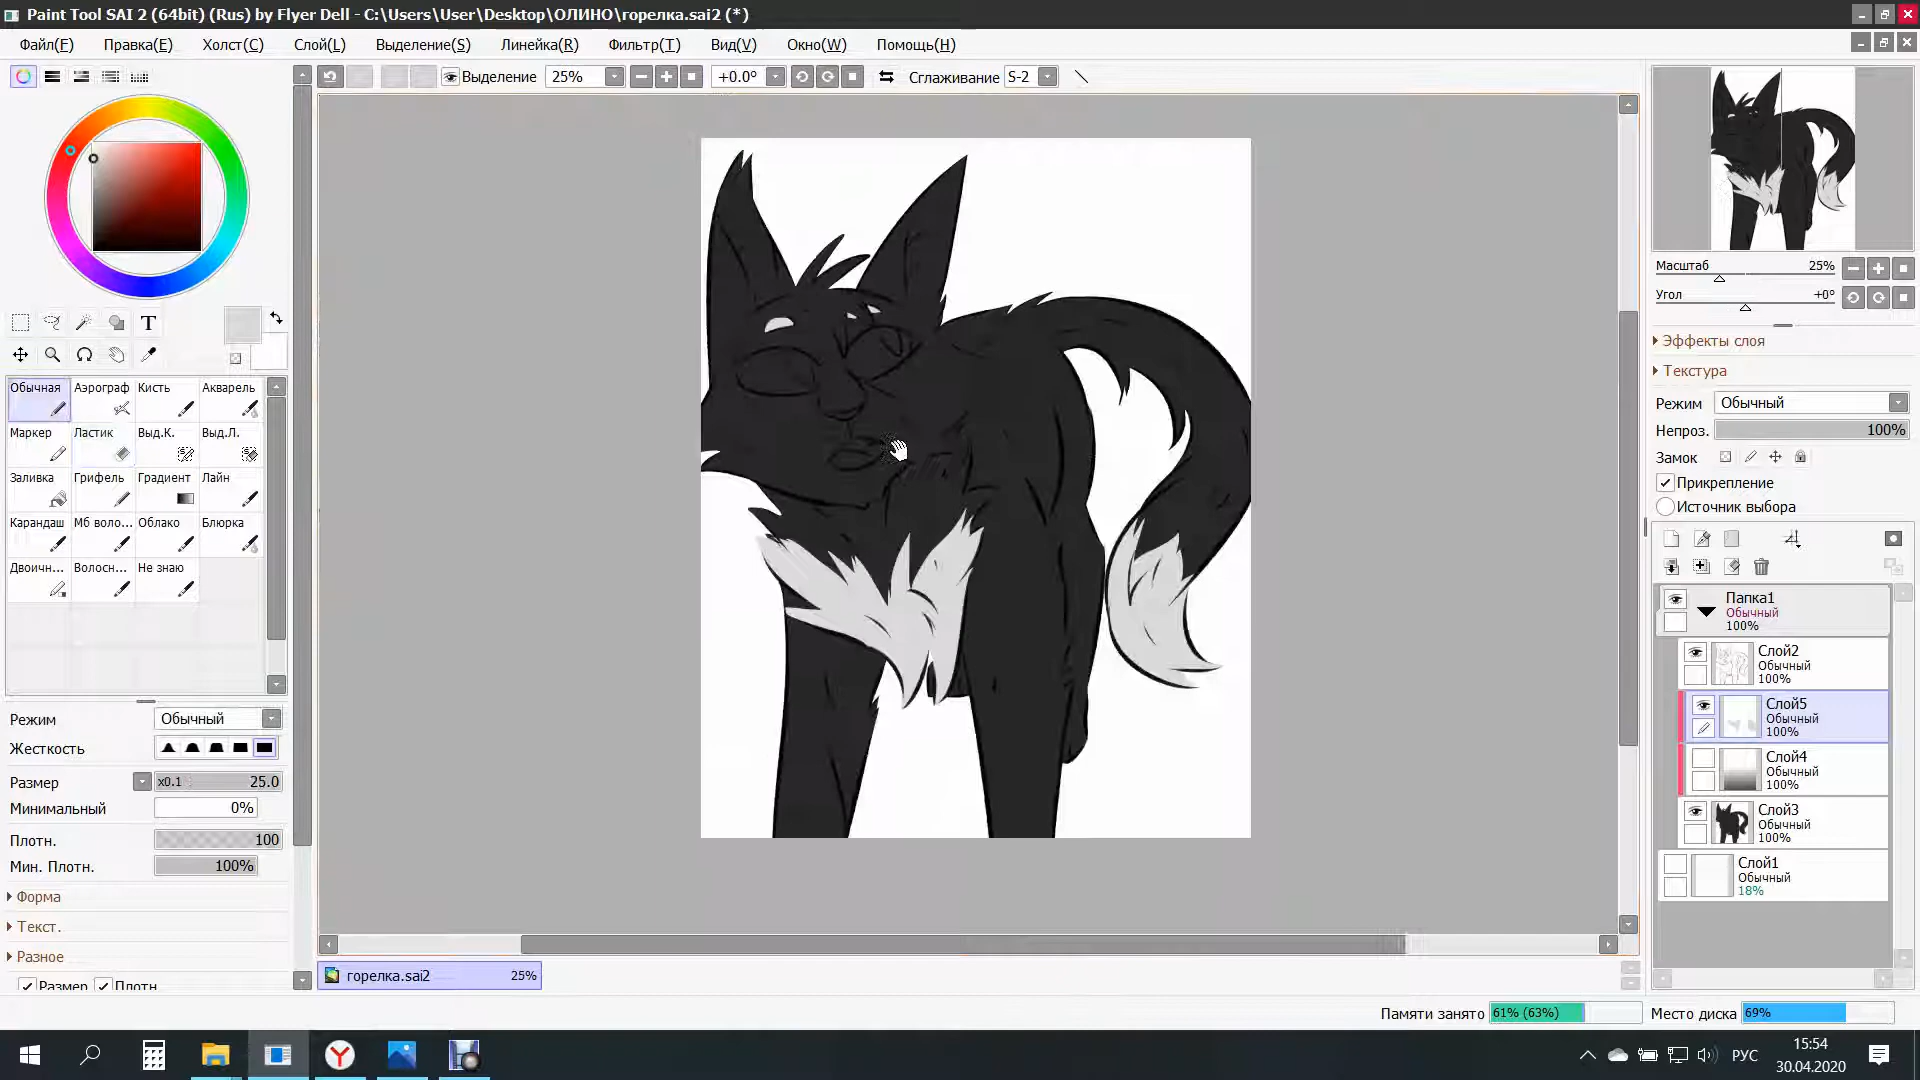 Paint Tool SAI 2 (64bit) (Rus) by Flyer Dell - C:\Users\User\Desktop\ОЛИНО\горелка.sai2 (*)
Файл(F) Правка(E) Холст(C) Слой(L) Выделение(S) Линейка(R) Фильтр(T) Вид(V) Окно(W) Помощь(H)
Выделение 25% +0.0° Сглаживание S-2
Масштаб 25%
Угол +0°
Эффекты слоя
Текстура
Режим Обычный
Непроз. 100%
Замок
Прикрепление
Источник выбора
T
Обычная Аэрограф Кисть Акварель
Маркер Ластик Выд.К. Выд.Л.
Заливка Грифель Градиент Лайн
Карандаш Мб воло... Облако Блюрка
Двоичн... Волосн... Не знаю
Режим Обычный
Жесткость
Размер x0.1 25.0
Минимальный 0%
Плотн. 100
Мин. Плотн. 100%
Форма
Текст.
Разное
Размер Плотн.
Папка1
Обычный
100%
Слой2
Обычный
100%
Слой5
Обычный
100%
Слой4
Обычный
100%
Слой3
Обычный
100%
Слой1
Обычный
18%
горелка.sai2 25%
Памяти занято 61% (63%) Место диска 69%
РУС
15:54
30.04.2020